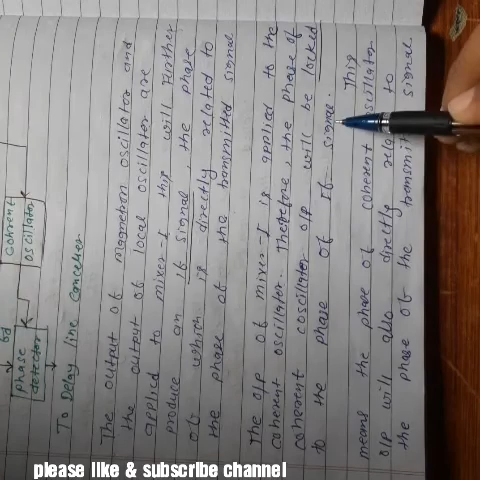 Coherent
oscillator
phase
detector
To Delay line canceller
The output of magnetron oscillator and
the output of local oscillator are
applied to mixer-I this will further
produce an if signal, the phase
of which is directly related to
the phase of the transmitted signal
The o/p of mixer-I is applied to the
coherent oscillator. Therefore, the phase of
coherent coscillator o/p will be locked
to the phase of If signal.
This
means the phase of coherent oscillator
o/p will also directly related to
the phase of the transmitted signal.
please like & subscribe channel